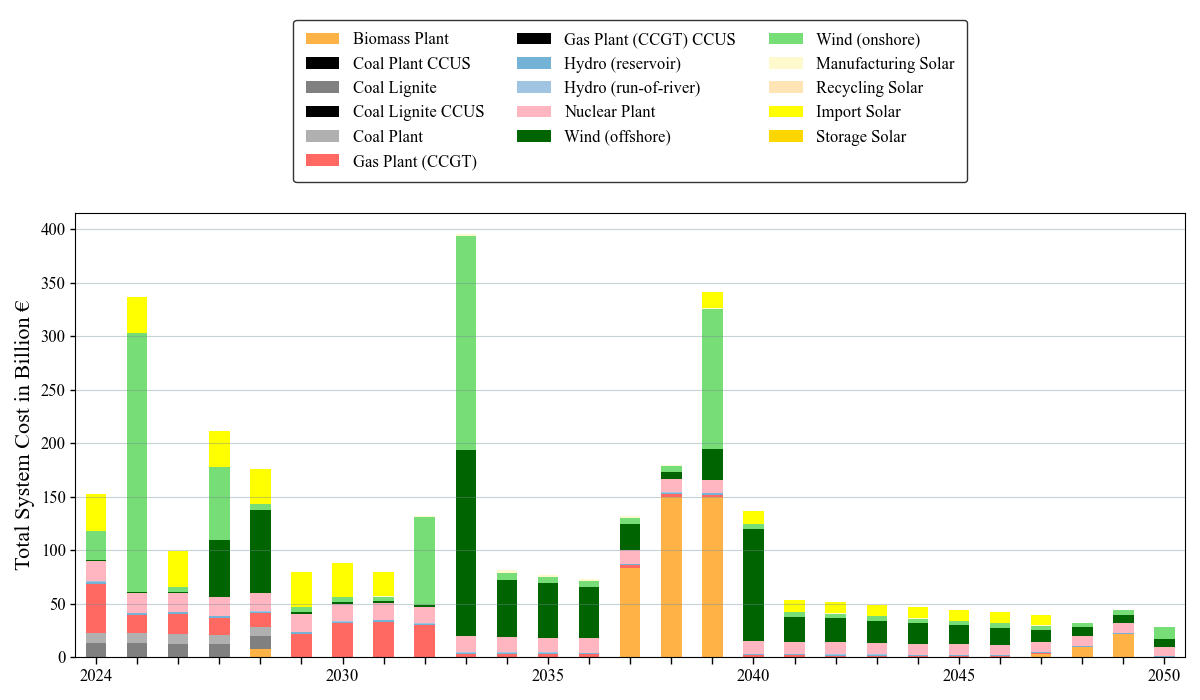 Biomass Plant
Coal Plant CCUS
Coal Lignite
Coal Lignite CCUS
Coal Plant
Gas Plant (CCGT)
Gas Plant (CCGT) CCUS
Hydro (reservoir)
Hydro (run-of-river)
Nuclear Plant
Wind (offshore)
Wind (onshore)
Manufacturing Solar
Recycling Solar
Import Solar
Storage Solar
Total System Cost in Billion €
400
350
300
250
200
150
100
50
0
2024
2030
2035
2040
2045
2050